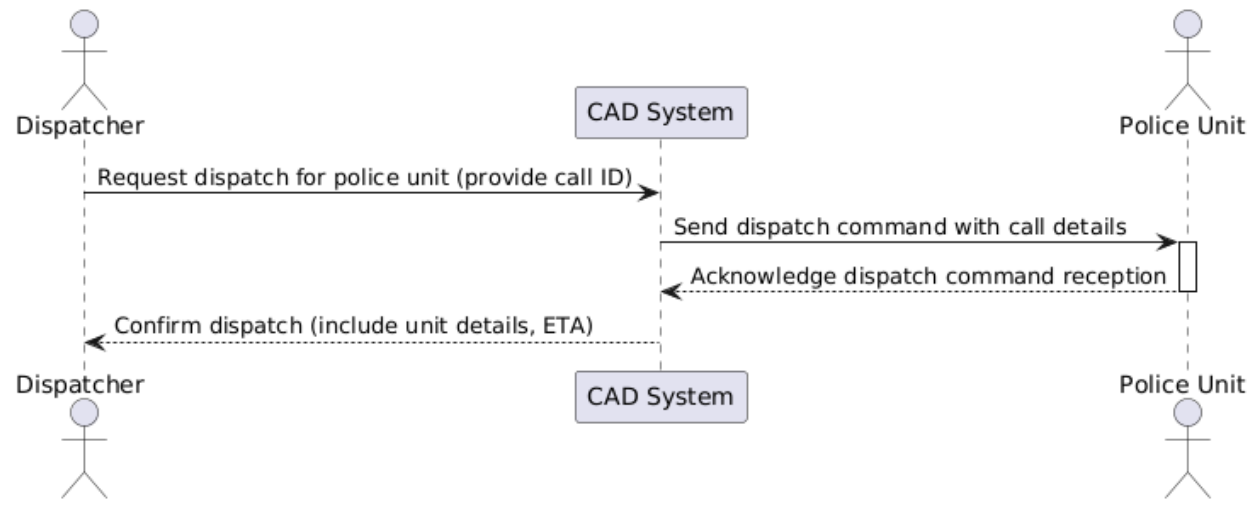 Dispatcher
CAD System
Police Unit
Request dispatch for police unit (provide call ID)
Send dispatch command with call details
Acknowledge dispatch command reception
Confirm dispatch (include unit details, ETA)
Dispatcher
CAD System
Police Unit